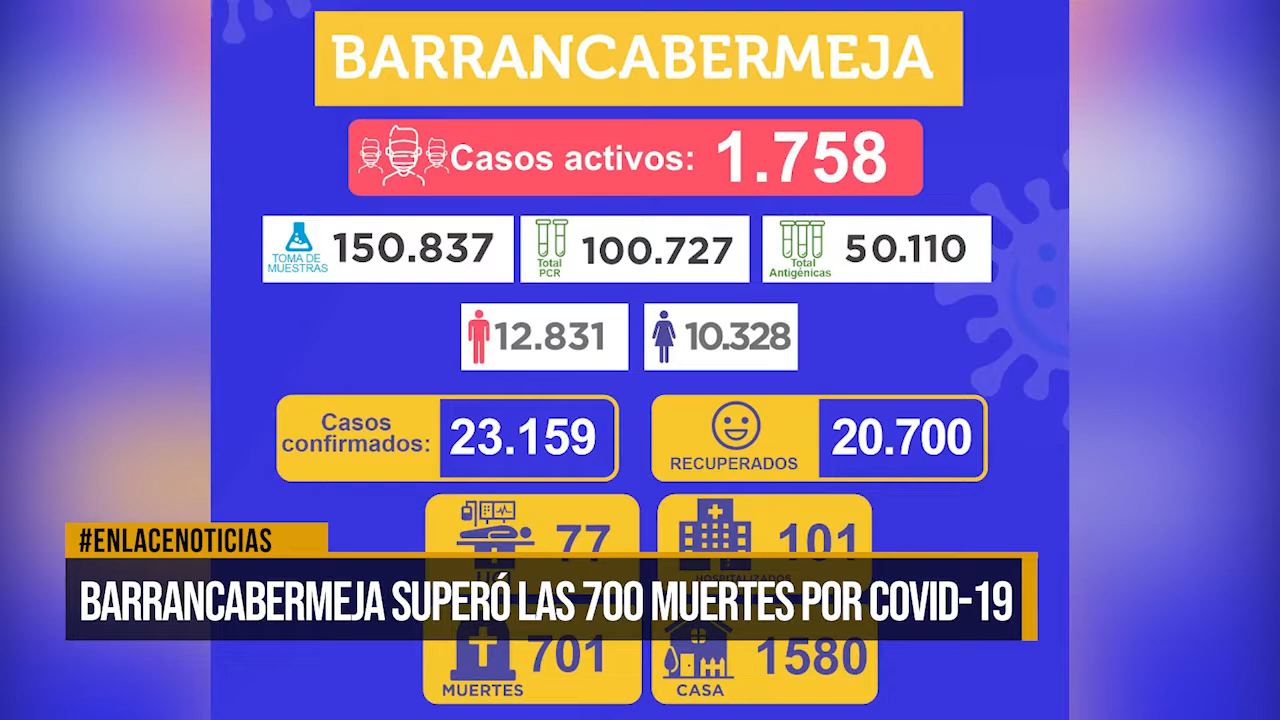 BARRANCABERMEJA
Casos activos: 1.758
TOMA DE
MUESTRAS
150.837
Total
PCR
100.727
Total
Antigénicas
50.110
12.831
10.328
Casos
confirmados:
23.159
RECUPERADOS
20.700
77
UCI
101
HOSPITALIZADOS
#ENLACENOTICIAS
BARRANCABERMEJA SUPERÓ LAS 700 MUERTES POR COVID-19
701
MUERTES
1580
CASA